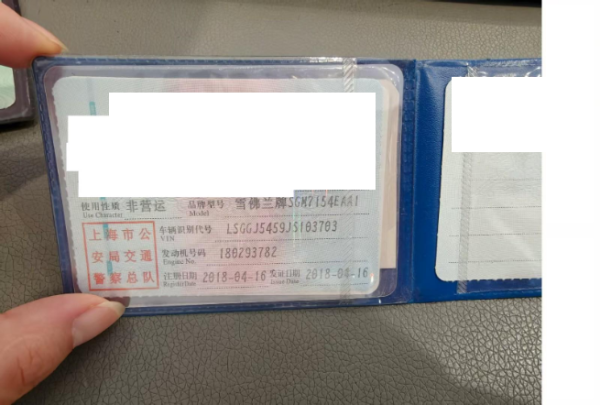 使用性质 非营运 品牌型号 雪佛兰牌SGM7154EAA1
Use Character Model
上海市公
安局交通
警察总队
车辆识别代号 LSGGJ5459JS103703
VIN
发动机号码 180293782
Engine No.
注册日期 2018-04-16 发证日期 2018-04-16
Register Date Issue Date